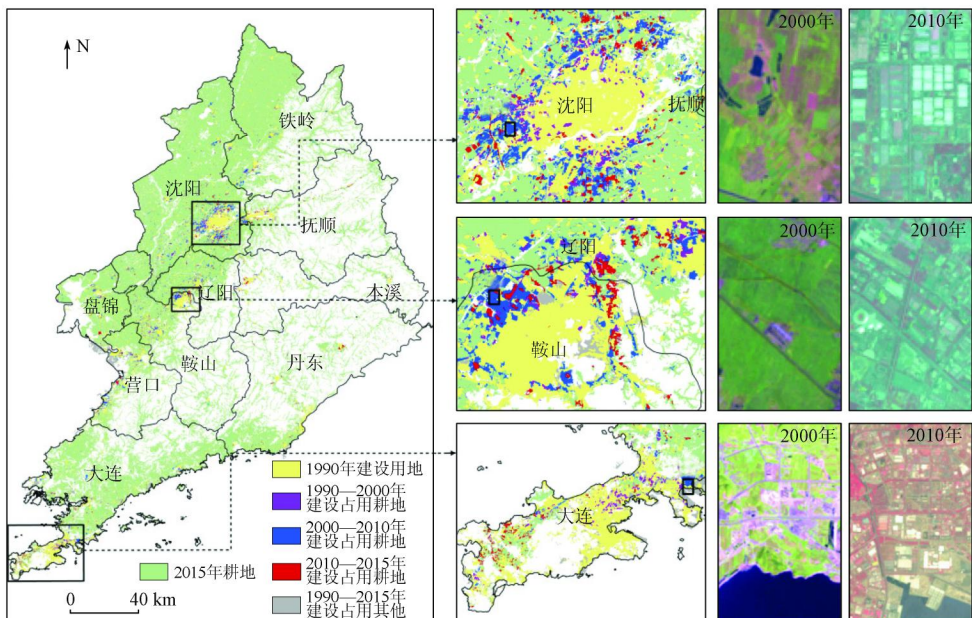 N
铁岭
沈阳
抚顺
盘锦
辽阳
本溪
鞍山
丹东
营口
大连
1990年建设用地
1990—2000年
建设占用耕地
2000—2010年
建设占用耕地
2010—2015年
建设占用耕地
1990—2015年
建设占用其他
2015年耕地
0 40 km
沈阳
抚顺
2000年
2010年
辽阳
鞍山
2000年
2010年
大连
2000年
2010年